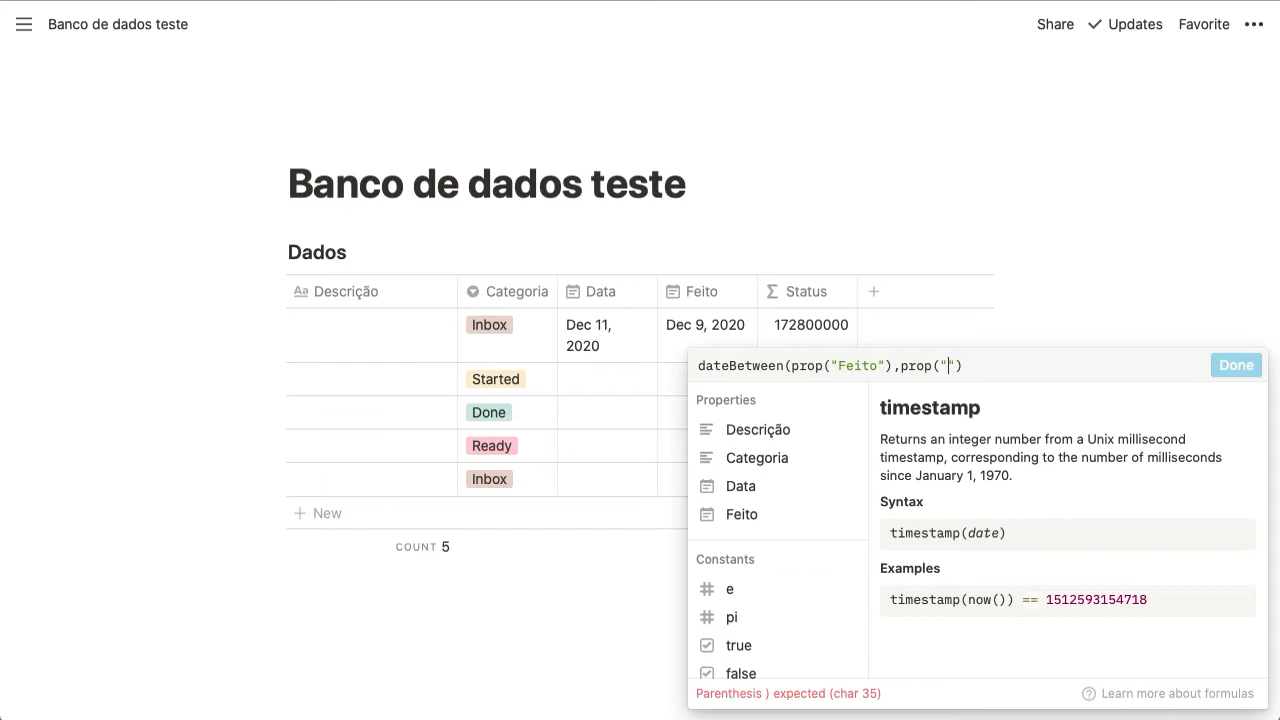 Banco de dados teste
Share
Updates
Favorite
Banco de dados teste
Dados
Aa Descrição
Categoria
Data
Feito
Σ Status
Inbox
Dec 11,
2020
Dec 9, 2020
172800000
Started
Done
Ready
Inbox
New
COUNT 5
dateBetween(prop("Feito"),prop("")
Done
Properties
Descrição
Categoria
Data
Feito
Constants
e
pi
true
false
timestamp
Returns an integer number from a Unix millisecond
timestamp, corresponding to the number of milliseconds
since January 1, 1970.
Syntax
timestamp(date)
Examples
timestamp(now()) == 1512593154718
Parenthesis ) expected (char 35)
Learn more about formulas